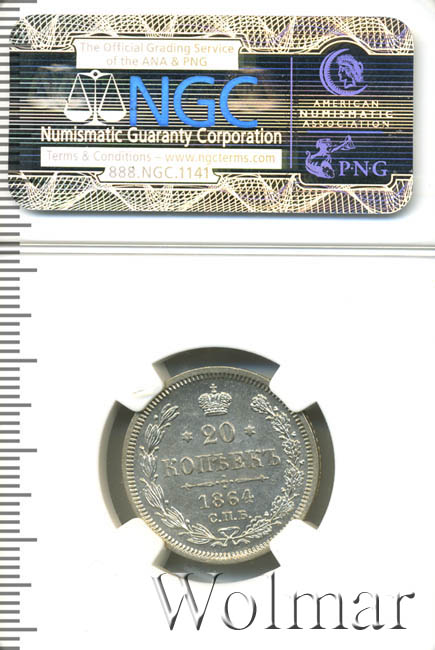 The Official Grading Service
of the ANA & PNG
NGC
Numismatic Guaranty Corporation
Terms & Conditions – www.ngcterms.com
888.NGC.1141
AMERICAN
NUMISMATIC
ASSOCIATION
P·N·G
20
КОПѢЕКЪ
1864
С.П.Б.
Wolmar